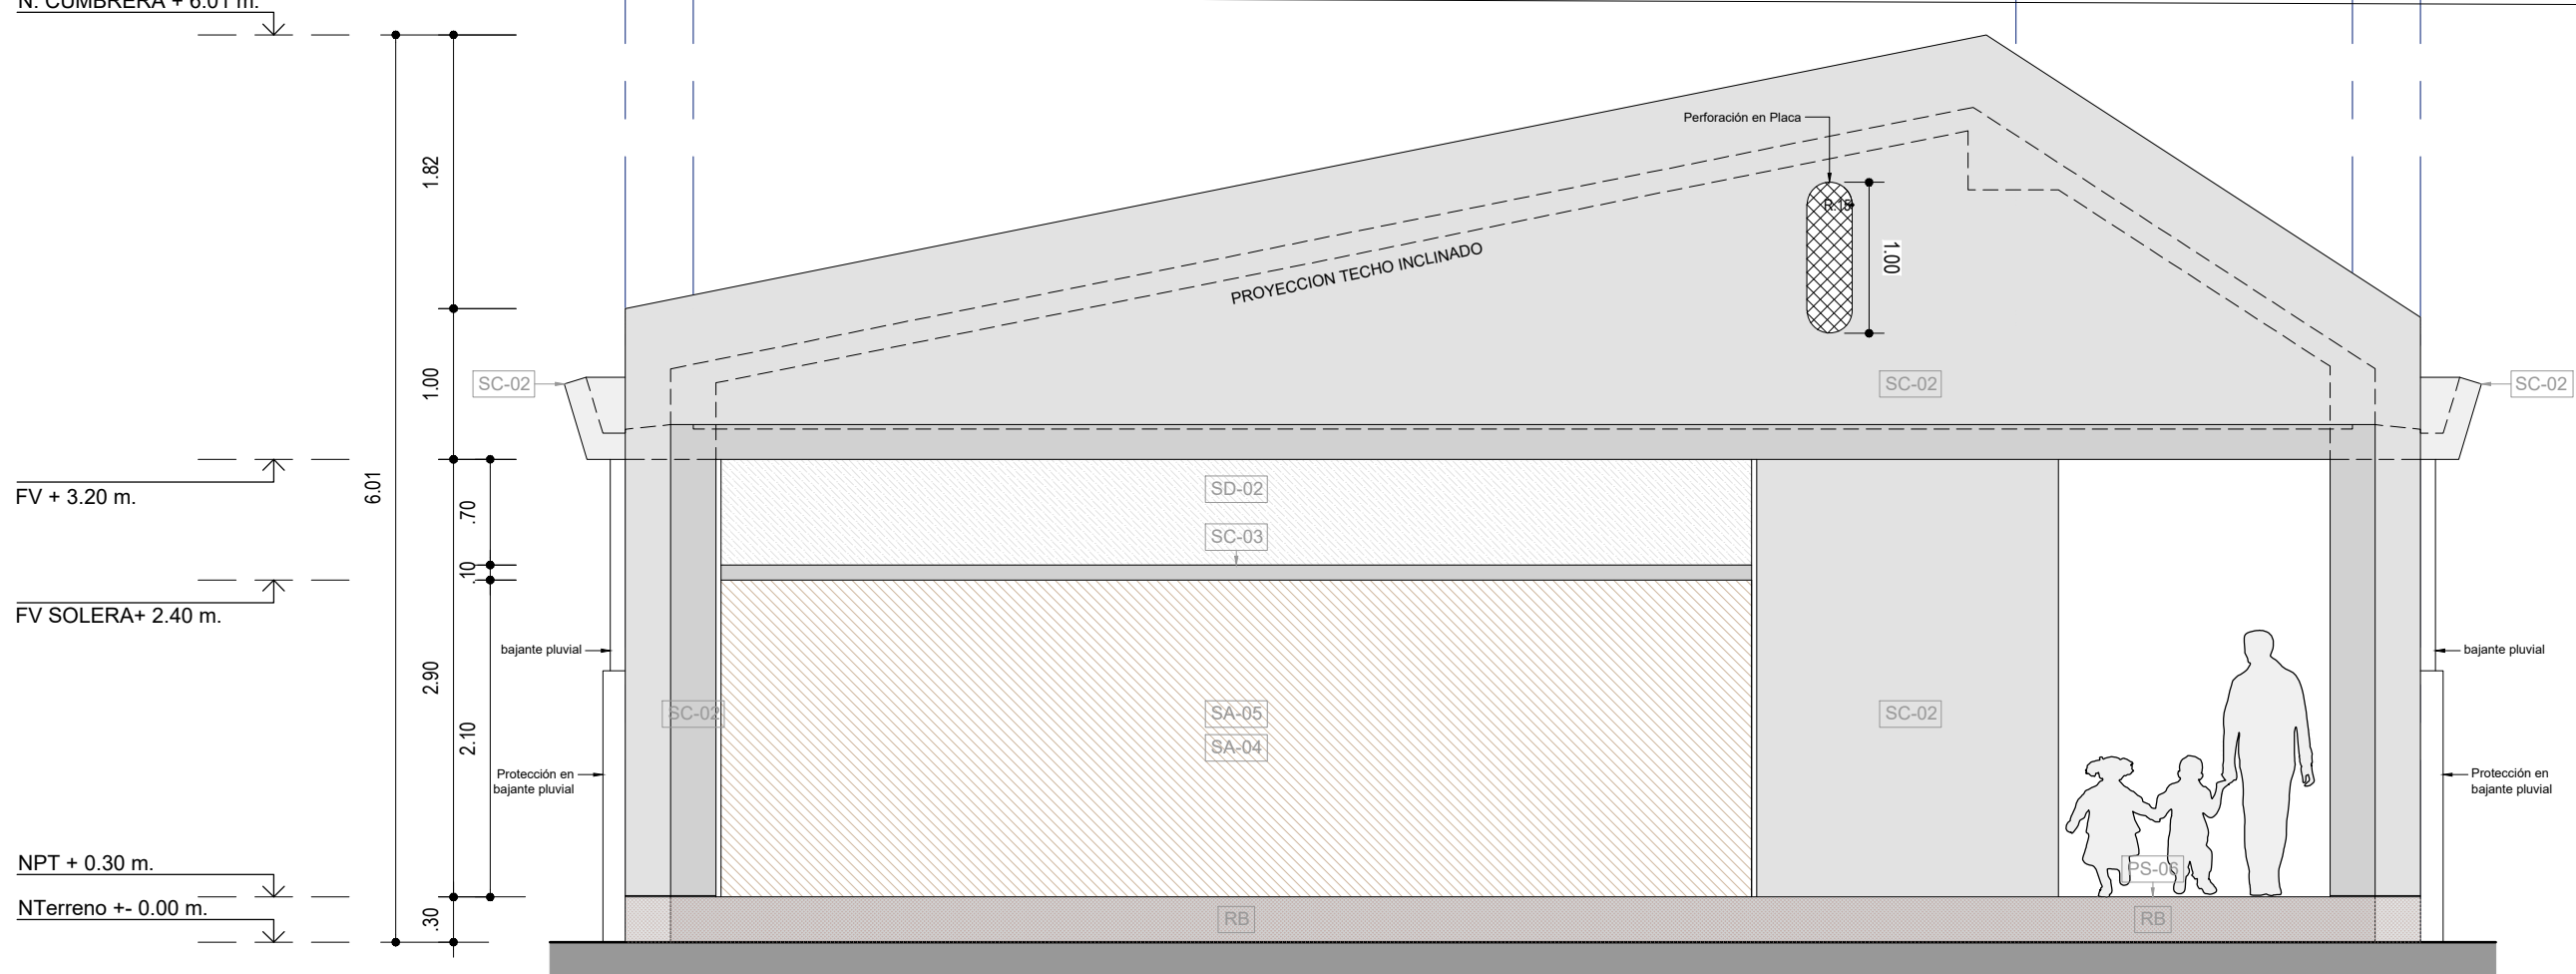 N. CUMBRERA + 6.01 m.
Perforación en Placa
1.82
R.15
1.00
PROYECCION TECHO INCLINADO
1.00
SC-02
SC-02
SC-02
6.01
FV + 3.20 m.
.70
SD-02
SC-03
.10
FV SOLERA+ 2.40 m.
bajante pluvial
bajante pluvial
2.90
2.10
SC-02
SA-05
SC-02
SA-04
Protección en
bajante pluvial
Protección en
bajante pluvial
NPT + 0.30 m.
PS-06
NTerreno +- 0.00 m.
.30
RB
RB